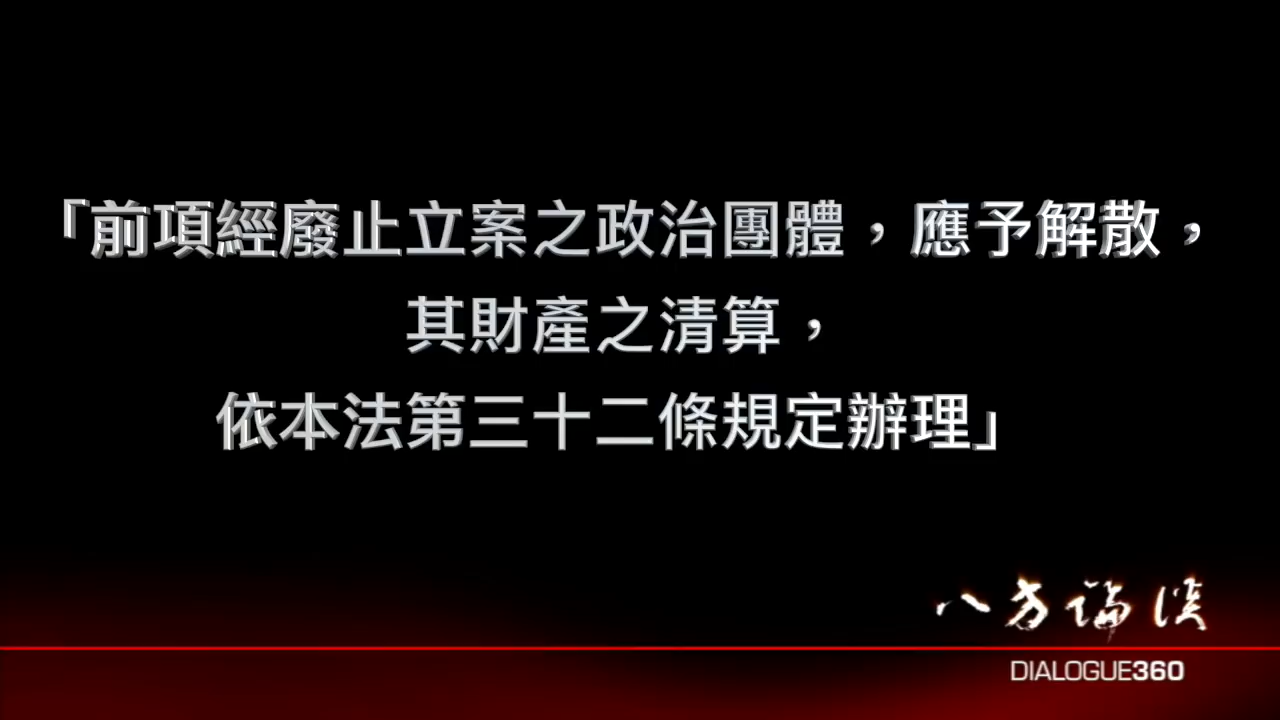 「前項經廢止立案之政治團體，應予解散，
其財產之清算，
依本法第三十二條規定辦理」
八方論談
DIALOGUE360